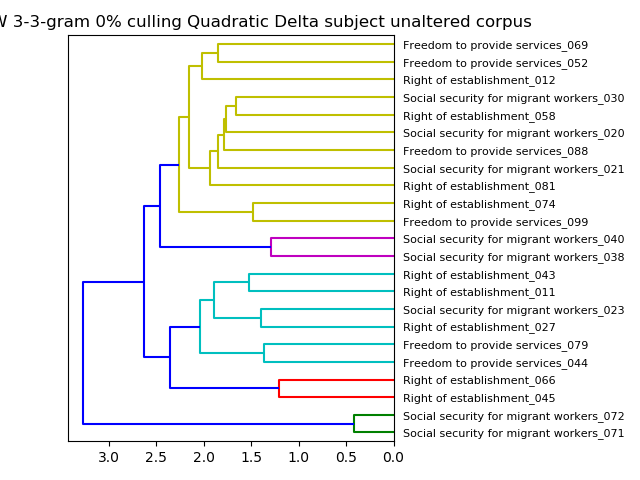 3-3-gram 0% culling Quadratic Delta subject unaltered corpus
Freedom to provide services_069
Freedom to provide services_052
Right of establishment_012
Social security for migrant workers_030
Right of establishment_058
Social security for migrant workers_020
Freedom to provide services_088
Social security for migrant workers_021
Right of establishment_081
Right of establishment_074
Freedom to provide services_099
Social security for migrant workers_040
Social security for migrant workers_038
Right of establishment_043
Right of establishment_011
Social security for migrant workers_023
Right of establishment_027
Freedom to provide services_079
Freedom to provide services_044
Right of establishment_066
Right of establishment_045
Social security for migrant workers_072
Social security for migrant workers_071
3.0 2.5 2.0 1.5 1.0 0.5 0.0